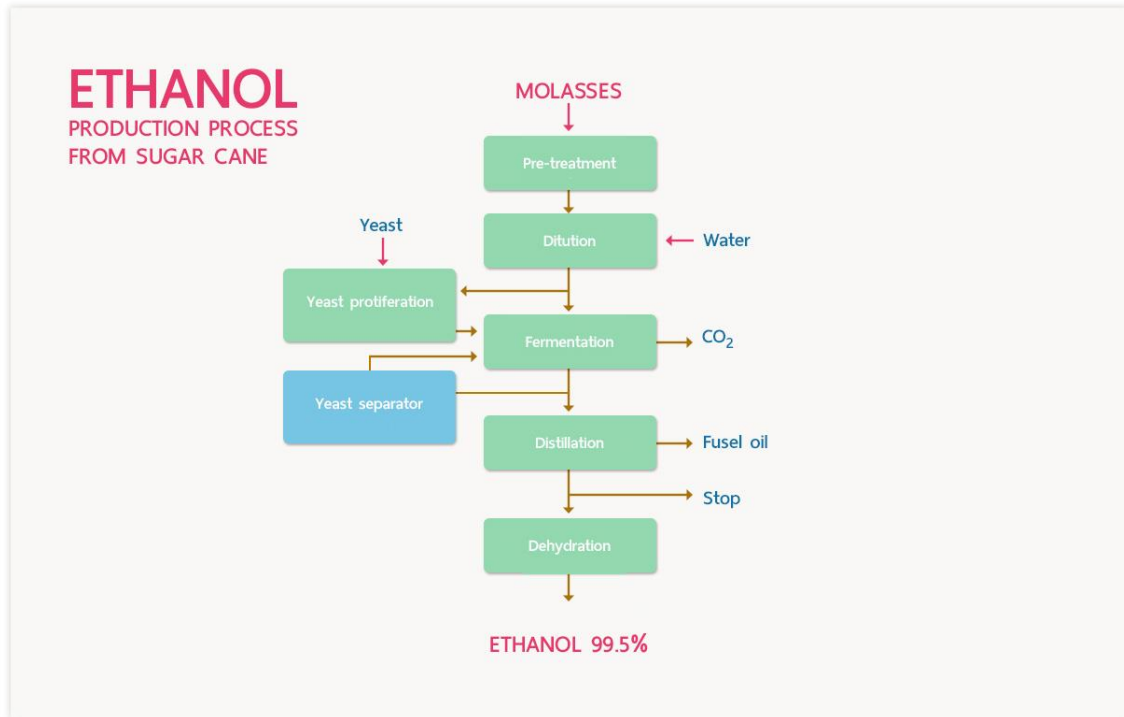 ETHANOL
PRODUCTION PROCESS
FROM SUGAR CANE
MOLASSES
Pre-treatment
Yeast
Ditution
Water
Yeast protiferation
Fermentation
CO₂
Yeast separator
Distillation
Fusel oil
Stop
Dehydration
ETHANOL 99.5%